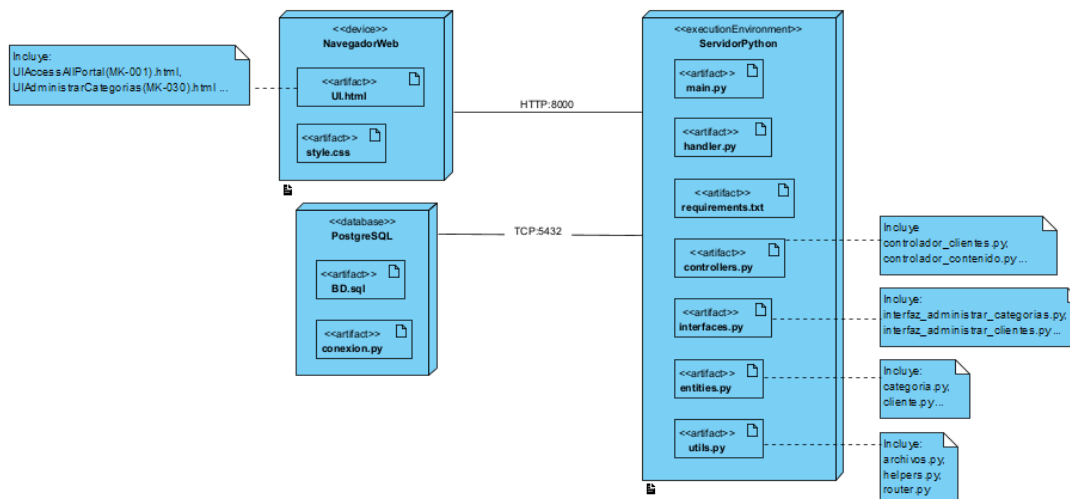 <<device>>
NavegadorWeb
Incluye:
UIAccessAllPortal(MK-001).html,
UIAdministrarCategorias(MK-030).html ...
<<artifact>>
UI.html
<<artifact>>
style.css
HTTP:8000
<<database>>
PostgreSQL
<<artifact>>
BD.sql
<<artifact>>
conexion.py
TCP:5432
<<executionEnvironment>>
ServidorPython
<<artifact>>
main.py
<<artifact>>
handler.py
<<artifact>>
requirements.txt
<<artifact>>
controllers.py
Incluye
controlador_clientes.py,
controlador_contenido.py ...
<<artifact>>
interfaces.py
Incluye:
interfaz_administrar_categorias.py,
interfaz_administrar_clientes.py ...
<<artifact>>
entities.py
Incluye:
categoria.py,
cliente.py ...
<<artifact>>
utils.py
Incluye:
archivos.py,
helpers.py,
router.py